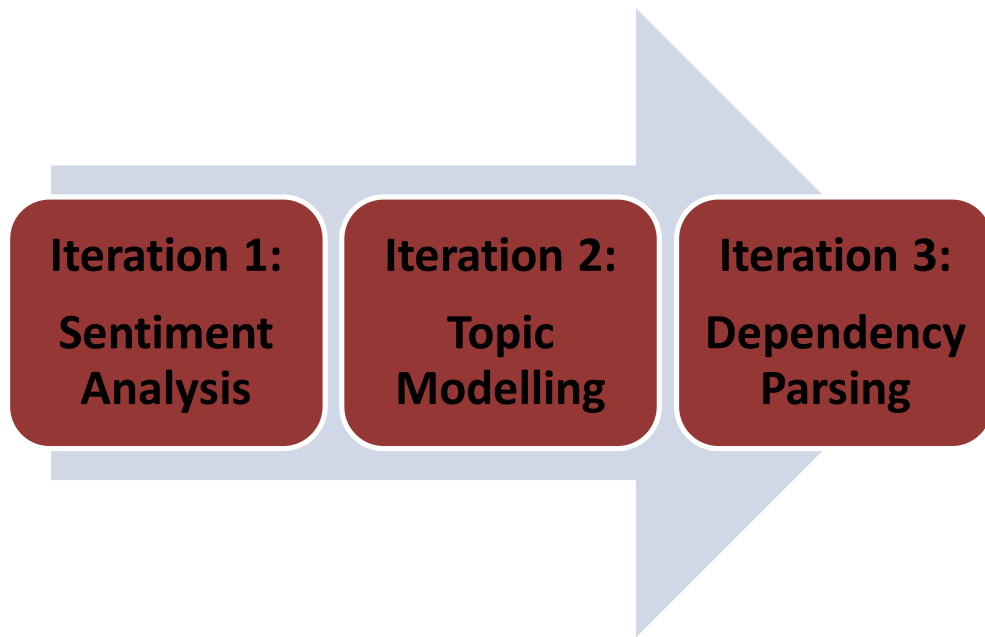 Iteration 1:
Sentiment
Analysis
Iteration 2:
Topic
Modelling
Iteration 3:
Dependency
Parsing